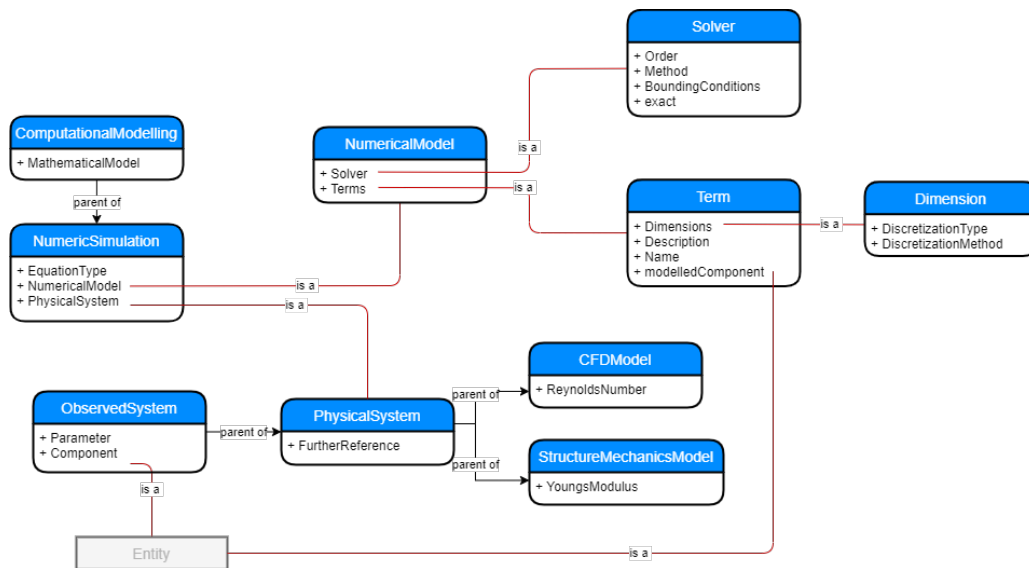 Solver
+ Order
+ Method
+ BoundingConditions
+ exact
ComputationalModelling
+ MathematicalModel
parent of
NumericalModel
+ Solver
+ Terms
is a
is a
Term
+ Dimensions
+ Description
+ Name
+ modelledComponent
is a
Dimension
+ DiscretizationType
+ DiscretizationMethod
NumericSimulation
+ EquationType
+ NumericalModel
+ PhysicalSystem
is a
is a
ObservedSystem
+ Parameter
+ Component
parent of
PhysicalSystem
+ FurtherReference
parent of
CFDModel
+ ReynoldsNumber
parent of
StructureMechanicsModel
+ YoungsModulus
is a
Entity
is a